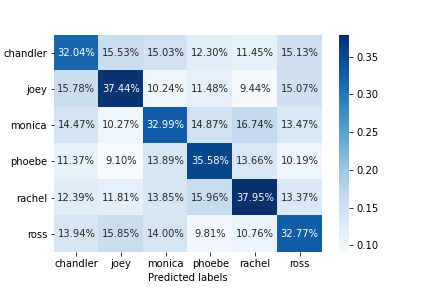 chandler 32.04% 15.53% 15.03% 12.30% 11.45% 15.13%
joey 15.78% 37.44% 10.24% 11.48% 9.44% 15.07%
monica 14.47% 10.27% 32.99% 14.87% 16.74% 13.47%
phoebe 11.37% 9.10% 13.89% 35.58% 13.66% 10.19%
rachel 12.39% 11.81% 13.85% 15.96% 37.95% 13.37%
ross 13.94% 15.85% 14.00% 9.81% 10.76% 32.77%
chandler joey monica phoebe rachel ross
Predicted labels
0.35
0.30
0.25
0.20
0.15
0.10